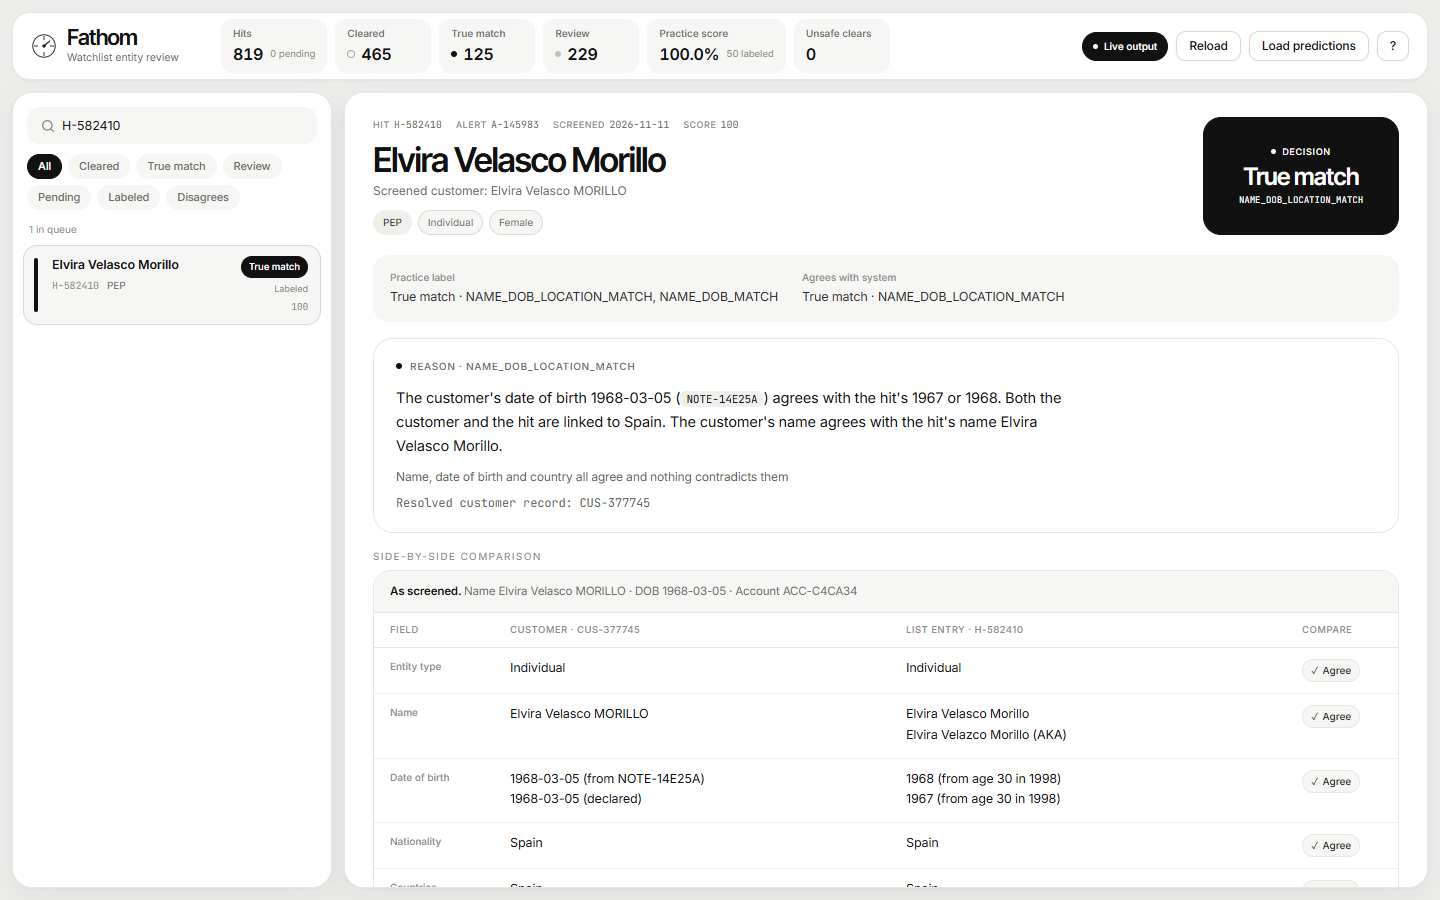 Fathom
Watchlist entity review
Hits
819 0 pending
Cleared
465
True match
125
Review
229
Practice score
100.0% 50 labeled
Unsafe clears
0
Live output
Reload
Load predictions
?
H-582410
All
Cleared
True match
Review
Pending
Labeled
Disagrees
1 in queue
Elvira Velasco Morillo
True match
H-582410 PEP
Labeled
100
HIT H-582410 ALERT A-145983 SCREENED 2026-11-11 SCORE 100
Elvira Velasco Morillo
Screened customer: Elvira Velasco MORILLO
PEP
Individual
Female
DECISION
True match
NAME_DOB_LOCATION_MATCH
Practice label
True match · NAME_DOB_LOCATION_MATCH, NAME_DOB_MATCH
Agrees with system
True match · NAME_DOB_LOCATION_MATCH
REASON · NAME_DOB_LOCATION_MATCH
The customer's date of birth 1968-03-05 ( NOTE-14E25A ) agrees with the hit's 1967 or 1968. Both the
customer and the hit are linked to Spain. The customer's name agrees with the hit's name Elvira
Velasco Morillo.
Name, date of birth and country all agree and nothing contradicts them
Resolved customer record: CUS-377745
SIDE-BY-SIDE COMPARISON
As screened. Name Elvira Velasco MORILLO · DOB 1968-03-05 · Account ACC-C4CA34
FIELD CUSTOMER · CUS-377745 LIST ENTRY · H-582410 COMPARE
Entity type Individual Individual ✓ Agree
Name Elvira Velasco MORILLO Elvira Velasco Morillo ✓ Agree
Elvira Velazco Morillo (AKA)
Date of birth 1968-03-05 (from NOTE-14E25A) 1968 (from age 30 in 1998) ✓ Agree
1968-03-05 (declared) 1967 (from age 30 in 1998)
Nationality Spain Spain ✓ Agree
Countries Spain Spain